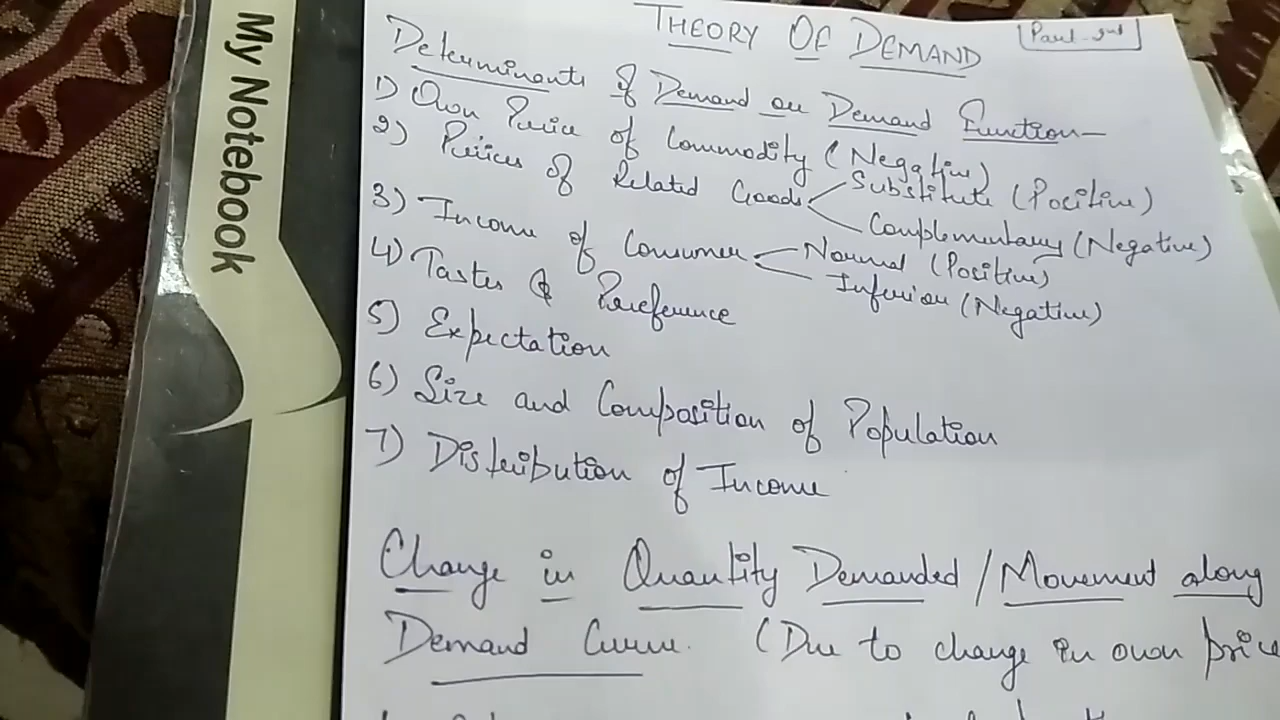 My Notebook
THEORY OF DEMAND
Determinants of Demand or Demand Function—
1) Own Price of Commodity (Negative)
2) Prices of Related Goods Substitute (Positive)
Complementary (Negative)
3) Income of Consumer Normal (Positive)
Inferior (Negative)
4) Tastes & Preference
5) Expectation
6) Size and Composition of Population
7) Distribution of Income
Change in Quantity Demanded / Movement along
Demand Curve. (Due to change in own price